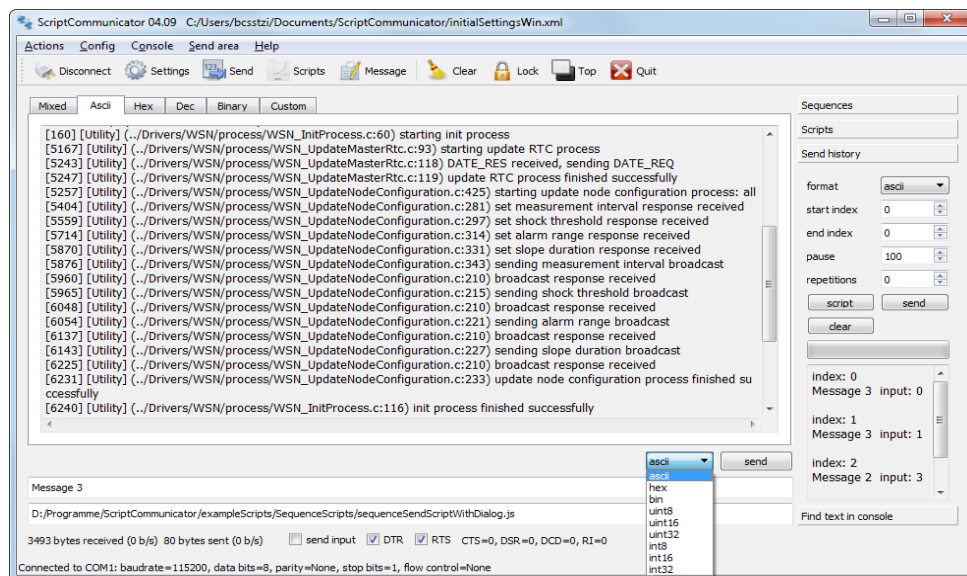 ScriptCommunicator 04.09 C:/Users/bcsstzi/Documents/ScriptCommunicator/initialSettingsWin.xml
Actions Config Console Send area Help
Disconnect Settings Send Scripts Message Clear Lock Top Quit
Mixed Ascii Hex Dec Binary Custom
[160] [Utility] (../Drivers/WSN/process/WSN_InitProcess.c:60) starting init process
[5167] [Utility] (../Drivers/WSN/process/WSN_UpdateMasterRtc.c:93) starting update RTC process
[5243] [Utility] (../Drivers/WSN/process/WSN_UpdateMasterRtc.c:118) DATE_RES received, sending DATE_REQ
[5247] [Utility] (../Drivers/WSN/process/WSN_UpdateMasterRtc.c:119) update RTC process finished successfully
[5257] [Utility] (../Drivers/WSN/process/WSN_UpdateNodeConfiguration.c:425) starting update node configuration process: all
[5404] [Utility] (../Drivers/WSN/process/WSN_UpdateNodeConfiguration.c:281) set measurement interval response received
[5559] [Utility] (../Drivers/WSN/process/WSN_UpdateNodeConfiguration.c:297) set shock threshold response received
[5714] [Utility] (../Drivers/WSN/process/WSN_UpdateNodeConfiguration.c:314) set alarm range response received
[5870] [Utility] (../Drivers/WSN/process/WSN_UpdateNodeConfiguration.c:331) set slope duration response received
[5876] [Utility] (../Drivers/WSN/process/WSN_UpdateNodeConfiguration.c:343) sending measurement interval broadcast
[5960] [Utility] (../Drivers/WSN/process/WSN_UpdateNodeConfiguration.c:210) broadcast response received
[5965] [Utility] (../Drivers/WSN/process/WSN_UpdateNodeConfiguration.c:215) sending shock threshold broadcast
[6048] [Utility] (../Drivers/WSN/process/WSN_UpdateNodeConfiguration.c:210) broadcast response received
[6054] [Utility] (../Drivers/WSN/process/WSN_UpdateNodeConfiguration.c:221) sending alarm range broadcast
[6137] [Utility] (../Drivers/WSN/process/WSN_UpdateNodeConfiguration.c:210) broadcast response received
[6143] [Utility] (../Drivers/WSN/process/WSN_UpdateNodeConfiguration.c:227) sending slope duration broadcast
[6225] [Utility] (../Drivers/WSN/process/WSN_UpdateNodeConfiguration.c:210) broadcast response received
[6231] [Utility] (../Drivers/WSN/process/WSN_UpdateNodeConfiguration.c:233) update node configuration process finished su
ccessfully
[6240] [Utility] (../Drivers/WSN/process/WSN_InitProcess.c:116) init process finished successfully
ascii send
ascii
hex
bin
uint8
uint16
uint32
int8
int16
int32
Message 3
D:/Programme/ScriptCommunicator/exampleScripts/SequenceScripts/sequenceSendScriptWithDialog.js
3493 bytes received (0 b/s) 80 bytes sent (0 b/s) send input DTR RTS CTS=0, DSR=0, DCD=0, RI=0
Connected to COM1: baudrate=115200, data bits=8, parity=None, stop bits=1, flow control=None
Sequences
Scripts
Send history
format ascii
start index 0
end index 0
pause 100
repetitions 0
script send
clear
index: 0
Message 3 input: 0
index: 1
Message 3 input: 1
index: 2
Message 2 input: 3
Find text in console